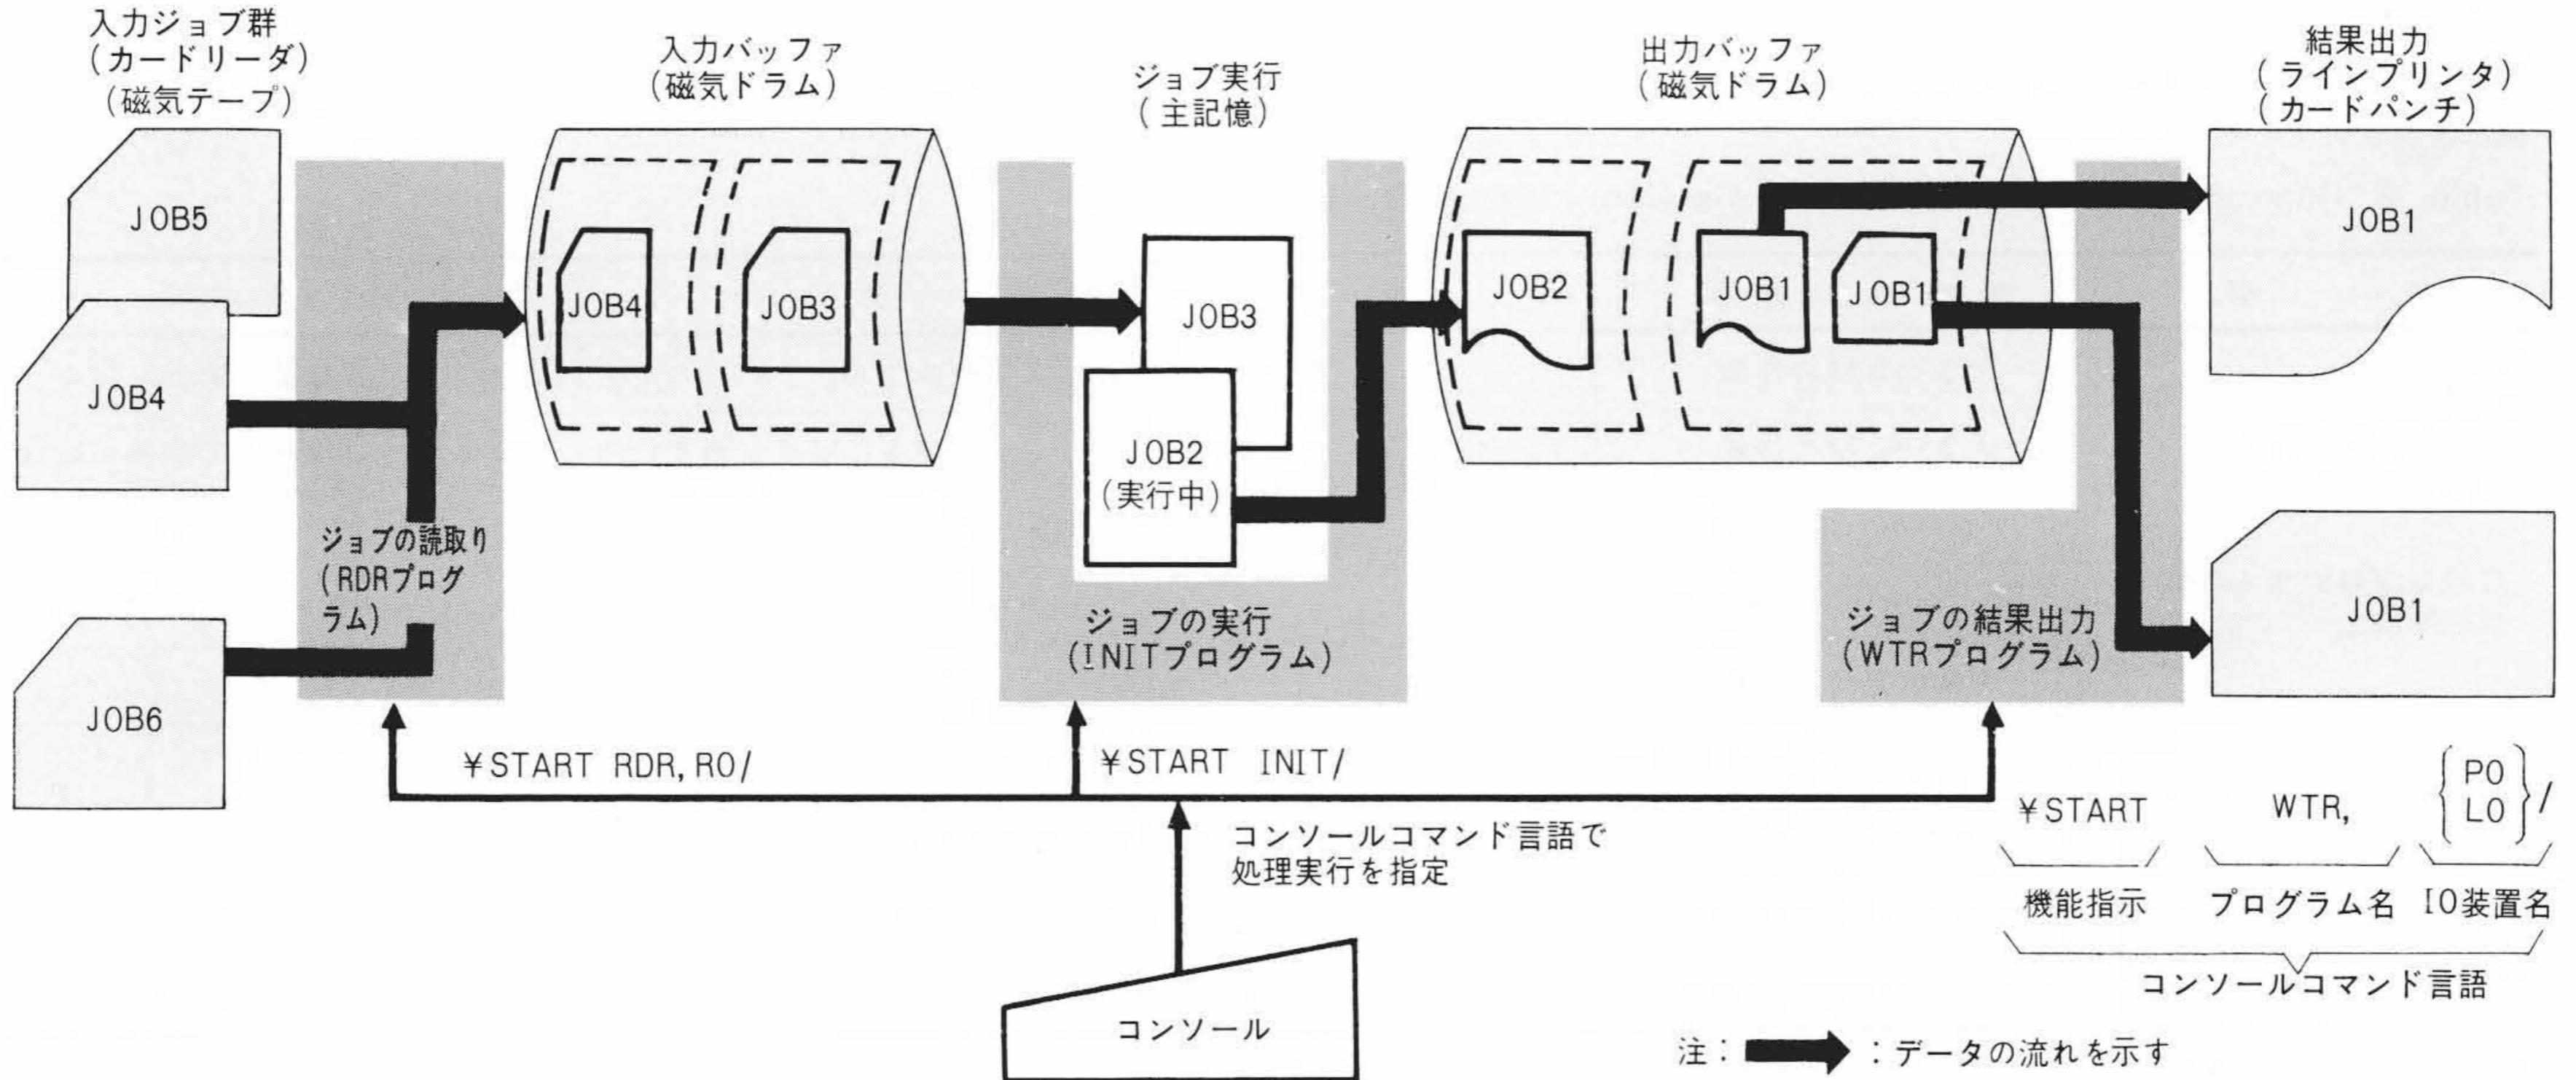 入力ジョブ群
(カードリーダ)
(磁気テープ)
入力バッファ
(磁気ドラム)
ジョブ実行
(主記憶)
出力バッファ
(磁気ドラム)
結果出力
(ラインプリンタ)
(カードパンチ)
JOB5
JOB4
JOB6
JOB4
JOB3
JOB3
JOB2
(実行中)
JOB2
JOB1
JOB1
JOB1
JOB1
ジョブの読取り
(RDRプログ
ラム)
ジョブの実行
(INITプログラム)
ジョブの結果出力
(WTRプログラム)
¥START RDR, RO/
¥START INIT/
¥START WTR, {PO
LO}/
機能指示 プログラム名 IO装置名
コンソールコマンド言語
コンソールコマンド言語で
処理実行を指定
コンソール
注: : データの流れを示す